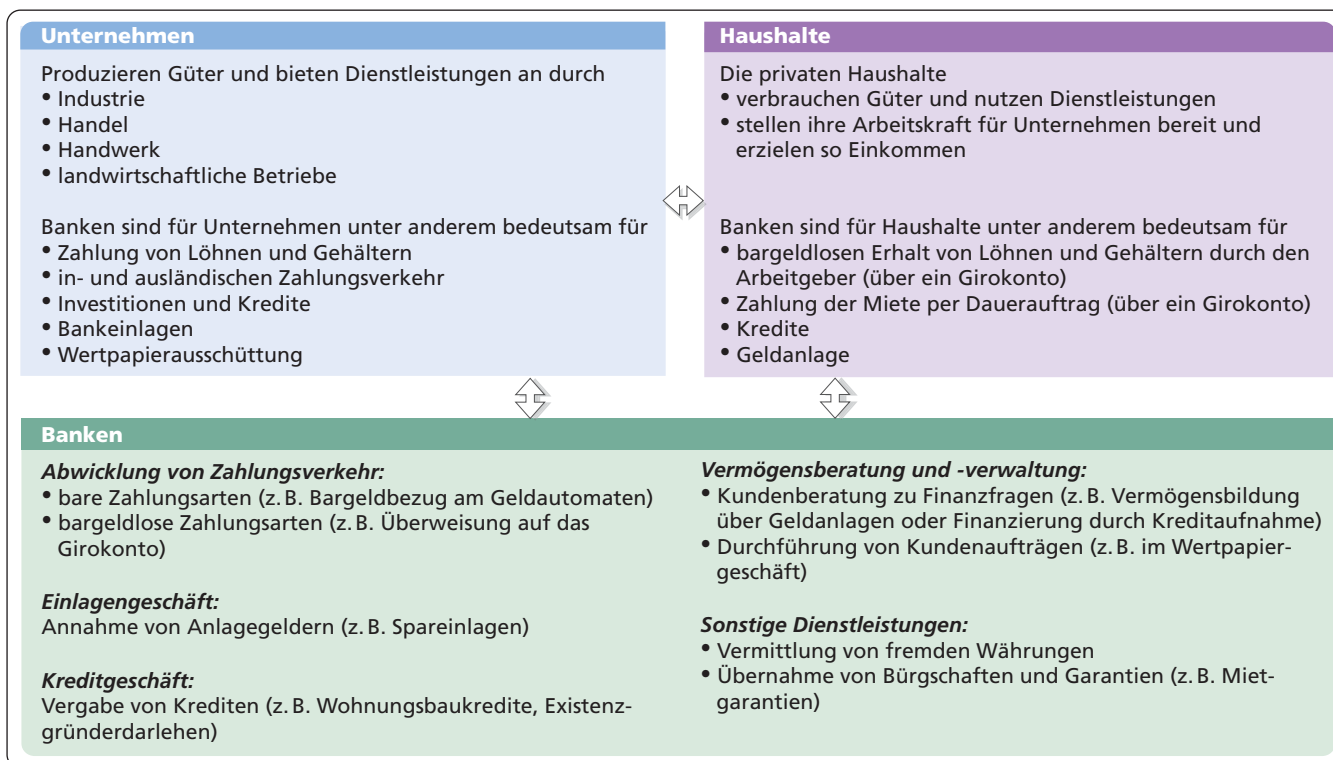 Unternehmen
Produzieren Güter und bieten Dienstleistungen an durch
• Industrie
• Handel
• Handwerk
• landwirtschaftliche Betriebe
Banken sind für Unternehmen unter anderem bedeutsam für
• Zahlung von Löhnen und Gehältern
• in- und ausländischen Zahlungsverkehr
• Investitionen und Kredite
• Bankeinlagen
• Wertpapierausschüttung
Haushalte
Die privaten Haushalte
• verbrauchen Güter und nutzen Dienstleistungen
• stellen ihre Arbeitskraft für Unternehmen bereit und
erzielen so Einkommen
Banken sind für Haushalte unter anderem bedeutsam für
• bargeldlosen Erhalt von Löhnen und Gehältern durch den
Arbeitgeber (über ein Girokonto)
• Zahlung der Miete per Dauerauftrag (über ein Girokonto)
• Kredite
• Geldanlage
Banken
Abwicklung von Zahlungsverkehr:
• bare Zahlungsarten (z. B. Bargeldbezug am Geldautomaten)
• bargeldlose Zahlungsarten (z. B. Überweisung auf das
Girokonto)
Einlagengeschäft:
Annahme von Anlagegeldern (z. B. Spareinlagen)
Kreditgeschäft:
Vergabe von Krediten (z. B. Wohnungsbaukredite, Existenz-
gründerdarlehen)
Vermögensberatung und -verwaltung:
• Kundenberatung zu Finanzfragen (z. B. Vermögensbildung
über Geldanlagen oder Finanzierung durch Kreditaufnahme)
• Durchführung von Kundenaufträgen (z. B. im Wertpapier-
geschäft)
Sonstige Dienstleistungen:
• Vermittlung von fremden Währungen
• Übernahme von Bürgschaften und Garantien (z. B. Miet-
garantien)